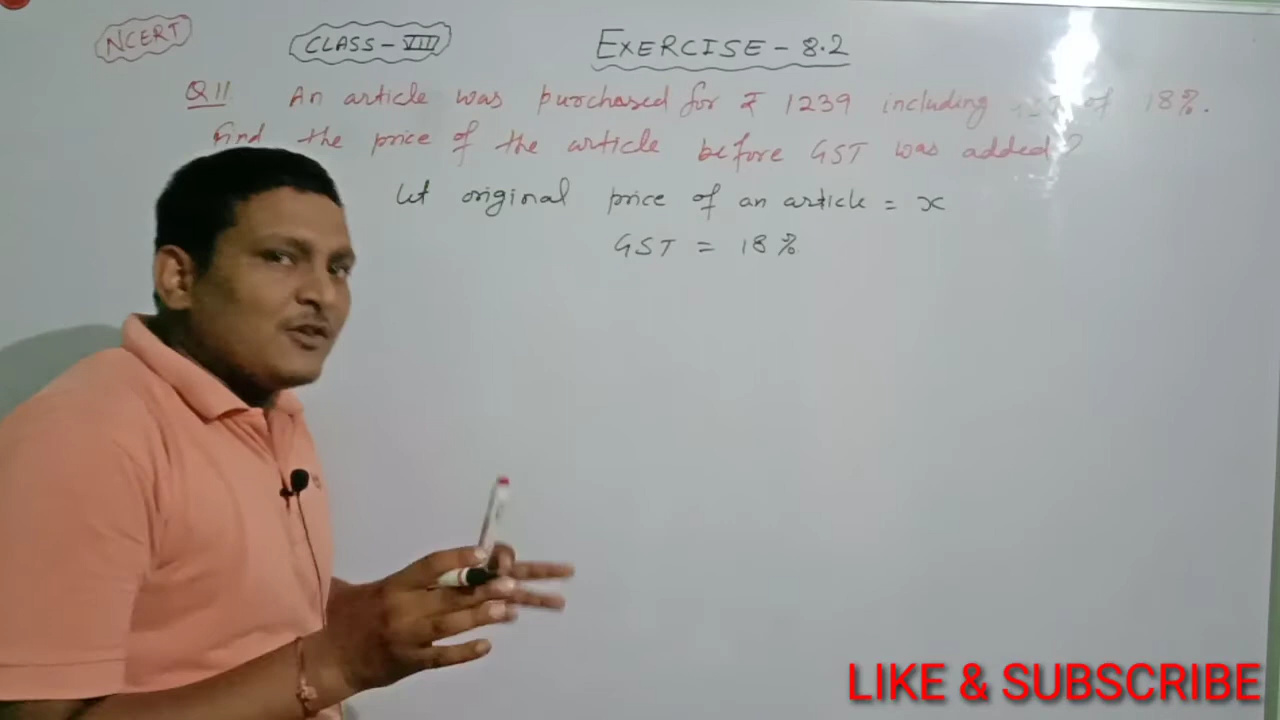 NCERT
CLASS-VIII
EXERCISE-8.2
Q11 An article was purchased for ₹ 1239 including of 18%.
Find the price of the article before GST was added?
let original price of an article = x
GST = 18%
LIKE & SUBSCRIBE